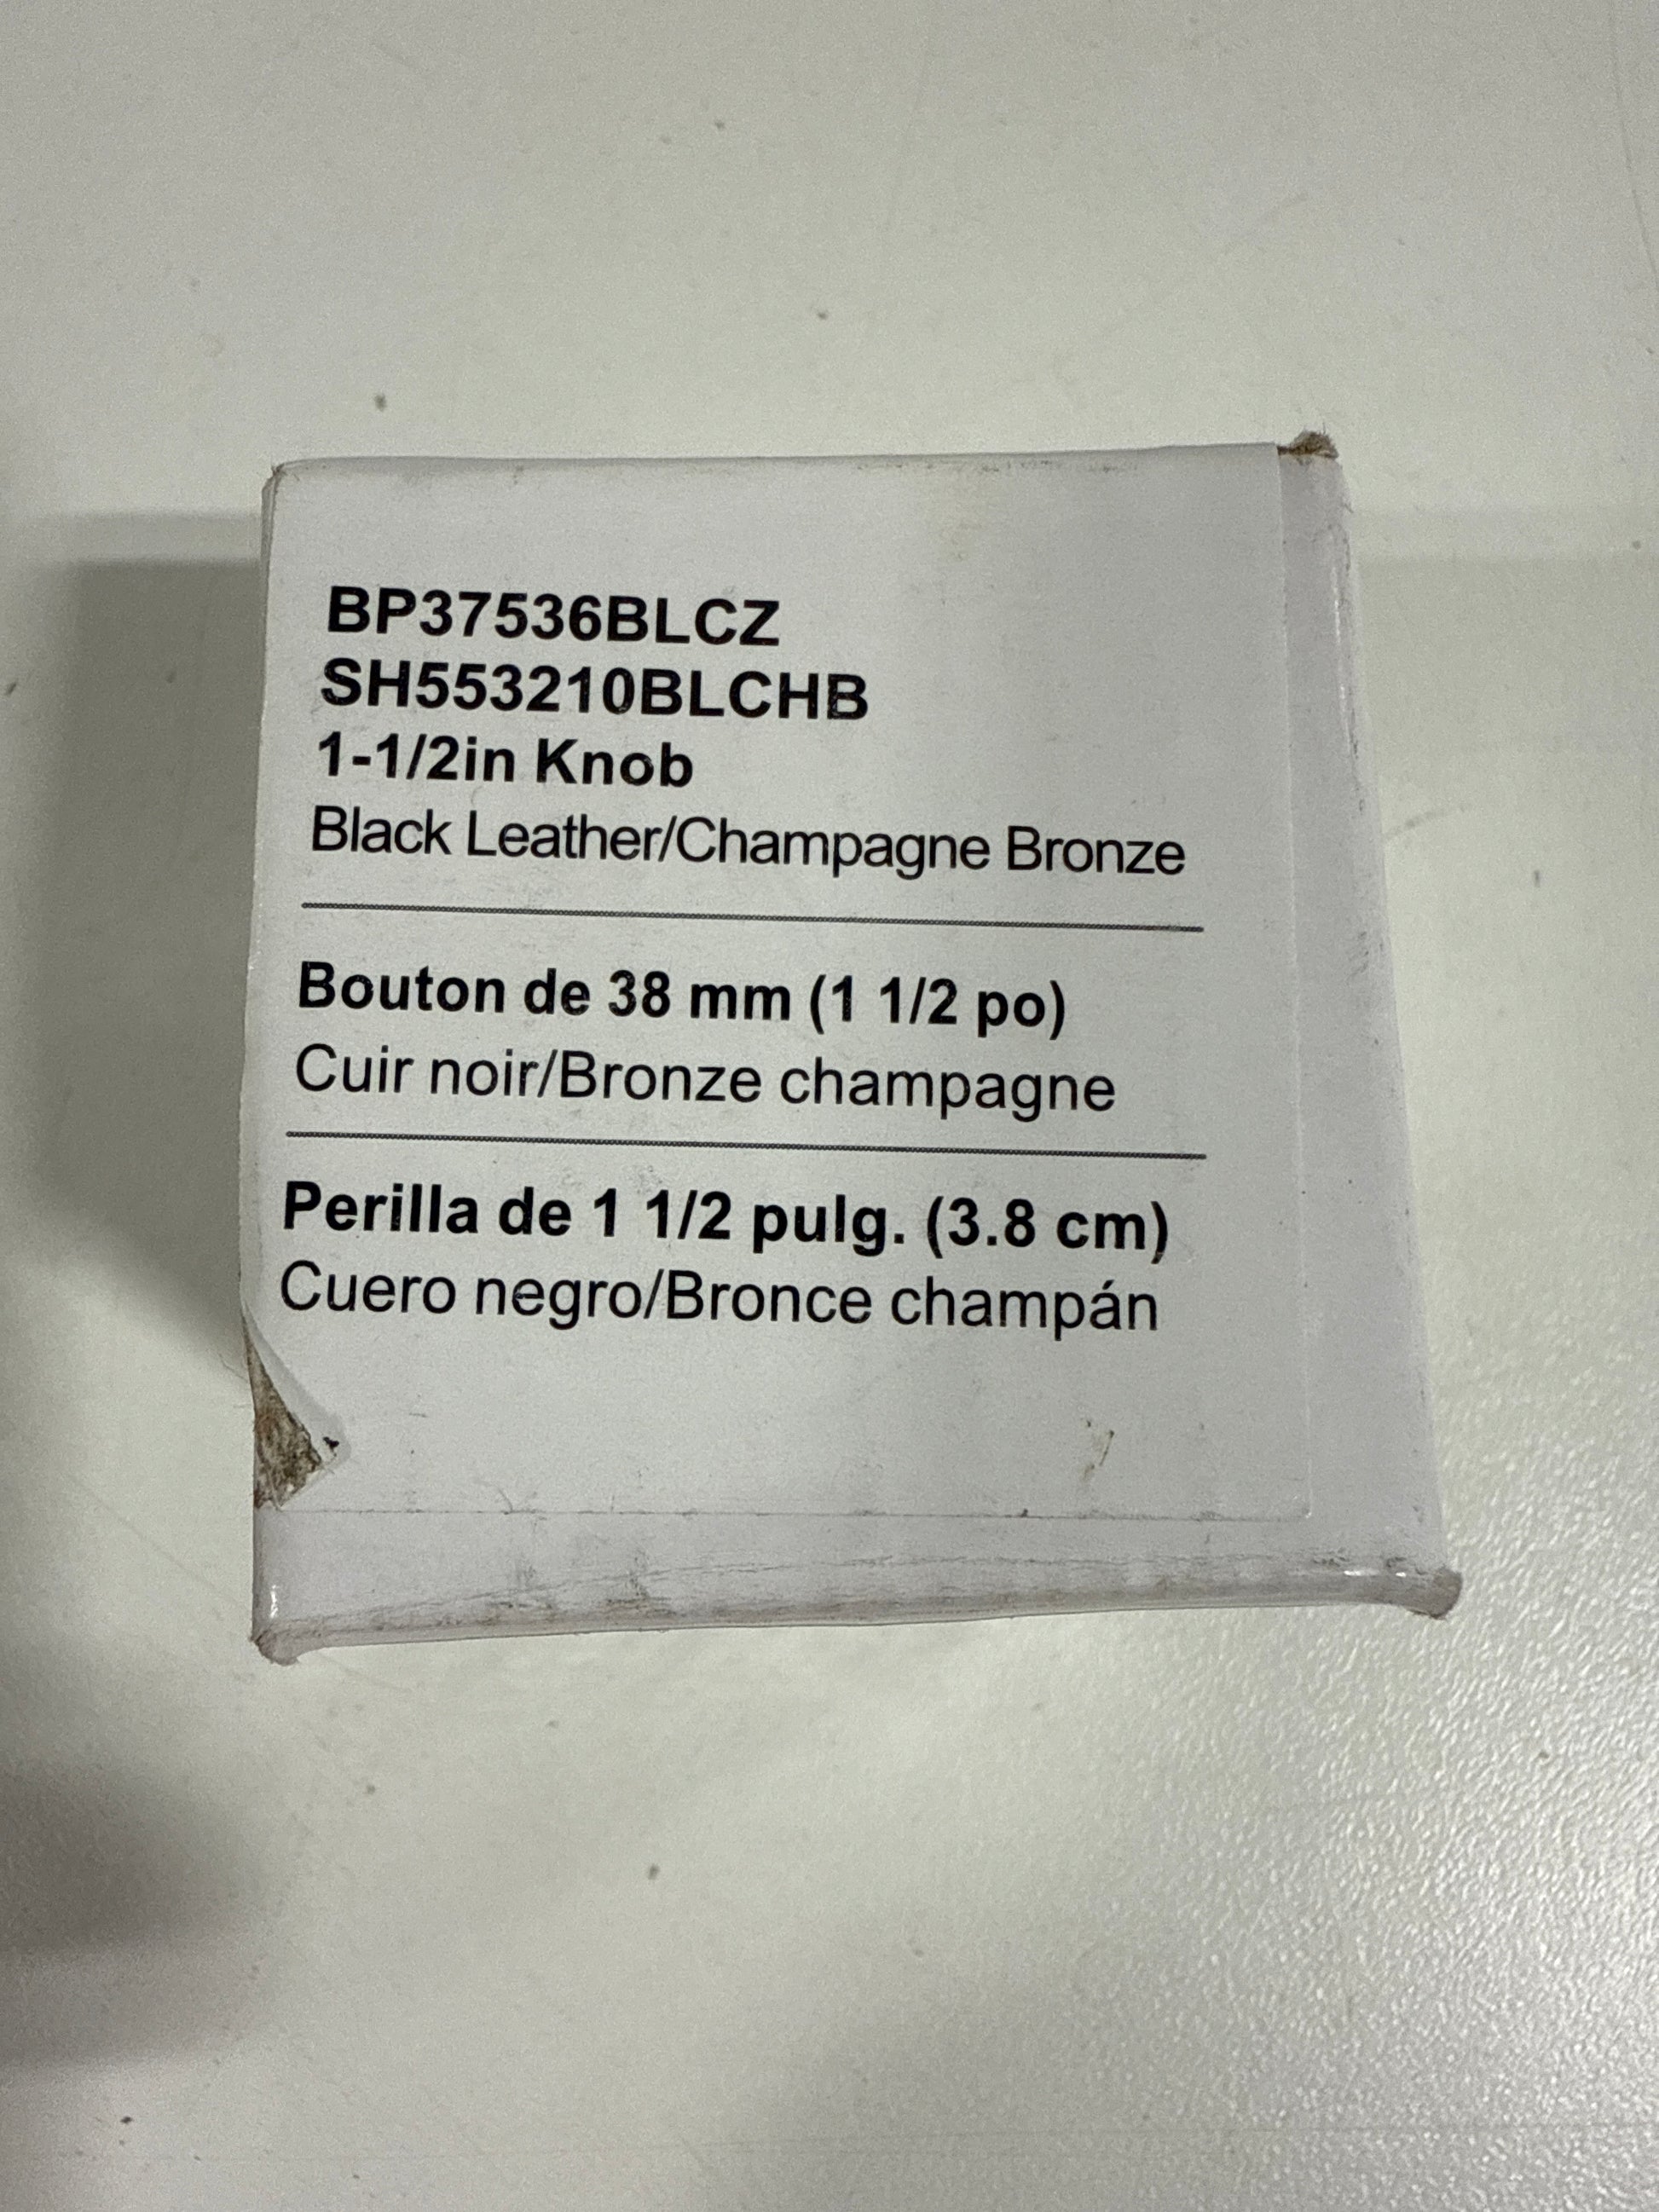 BP37536BLCZ
SH553210BLCHB
1-1/2in Knob
Black Leather/Champagne Bronze
Bouton de 38 mm (1 1/2 po)
Cuir noir/Bronze champagne
Perilla de 1 1/2 pulg. (3.8 cm)
Cuero negro/Bronce champán